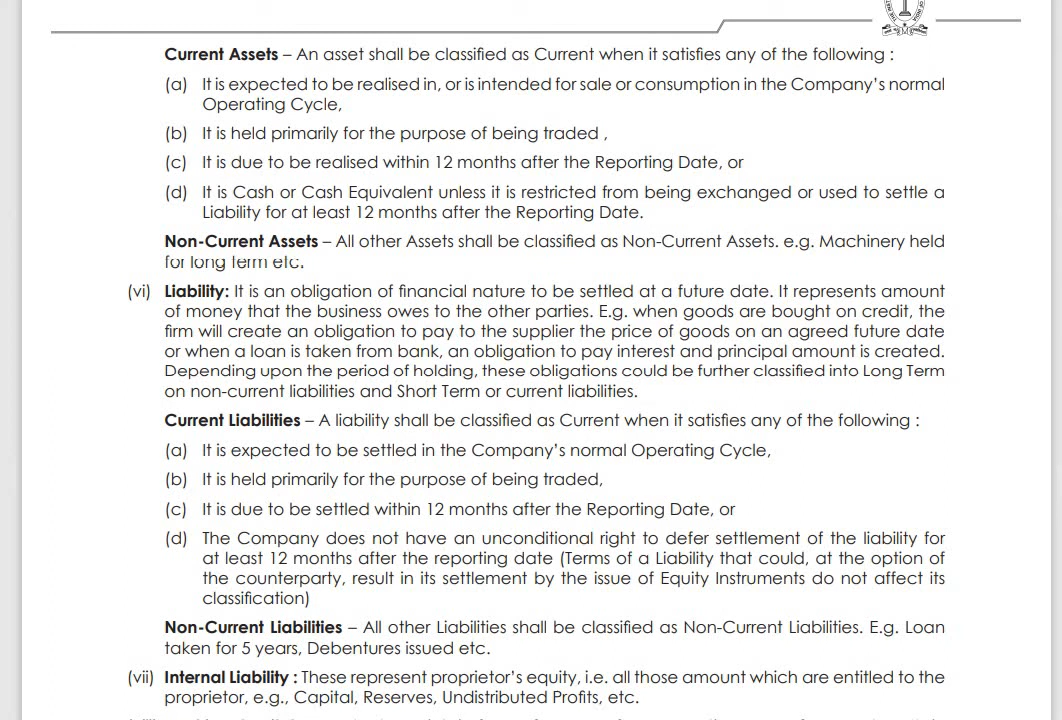 Current Assets – An asset shall be classified as Current when it satisfies any of the following :
(a) It is expected to be realised in, or is intended for sale or consumption in the Company's normal
Operating Cycle,
(b) It is held primarily for the purpose of being traded ,
(c) It is due to be realised within 12 months after the Reporting Date, or
(d) It is Cash or Cash Equivalent unless it is restricted from being exchanged or used to settle a
Liability for at least 12 months after the Reporting Date.
Non-Current Assets – All other Assets shall be classified as Non-Current Assets. e.g. Machinery held
for long term etc.
(vi) Liability: It is an obligation of financial nature to be settled at a future date. It represents amount
of money that the business owes to the other parties. E.g. when goods are bought on credit, the
firm will create an obligation to pay to the supplier the price of goods on an agreed future date
or when a loan is taken from bank, an obligation to pay interest and principal amount is created.
Depending upon the period of holding, these obligations could be further classified into Long Term
on non-current liabilities and Short Term or current liabilities.
Current Liabilities – A liability shall be classified as Current when it satisfies any of the following :
(a) It is expected to be settled in the Company's normal Operating Cycle,
(b) It is held primarily for the purpose of being traded,
(c) It is due to be settled within 12 months after the Reporting Date, or
(d) The Company does not have an unconditional right to defer settlement of the liability for
at least 12 months after the reporting date (Terms of a Liability that could, at the option of
the counterparty, result in its settlement by the issue of Equity Instruments do not affect its
classification)
Non-Current Liabilities – All other Liabilities shall be classified as Non-Current Liabilities. E.g. Loan
taken for 5 years, Debentures issued etc.
(vii) Internal Liability : These represent proprietor's equity, i.e. all those amount which are entitled to the
proprietor, e.g., Capital, Reserves, Undistributed Profits, etc.